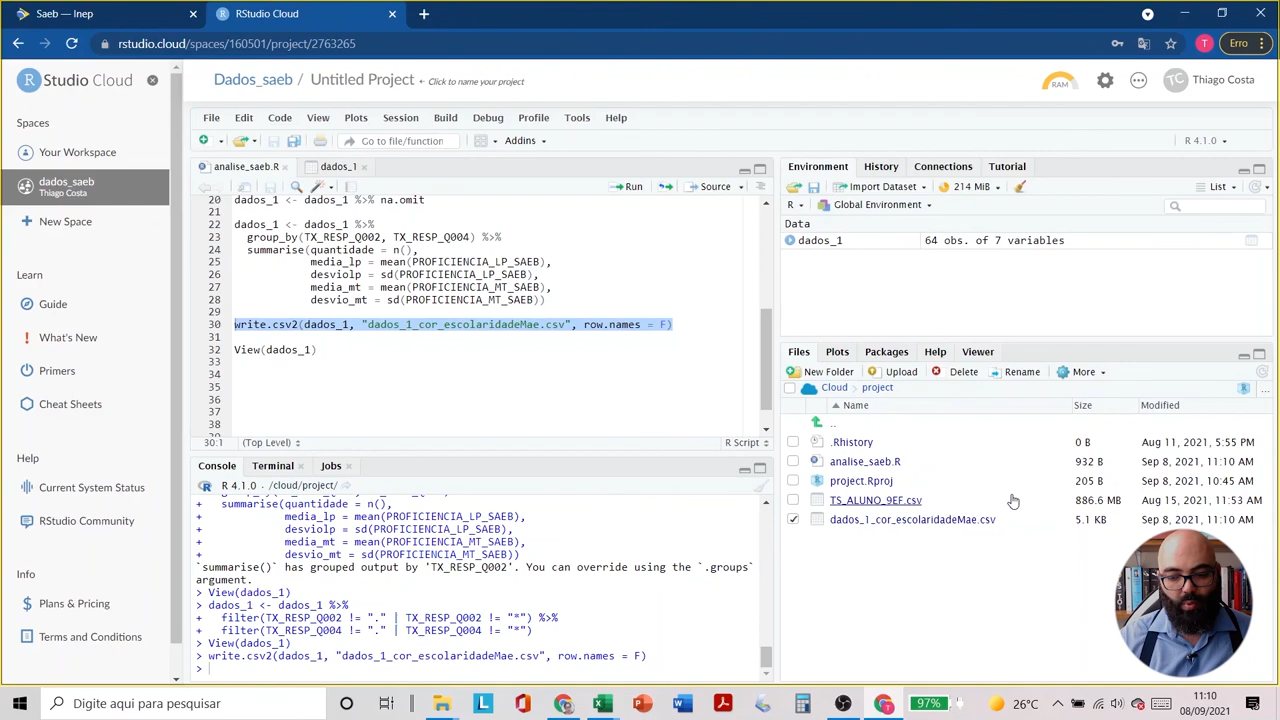 Saeb — Inep
RStudio Cloud
rstudio.cloud/spaces/160501/project/2763265
Erro
R Studio Cloud
Dados_saeb / Untitled Project
Click to name your project
RAM
TC
Thiago Costa
Spaces
Your Workspace
dados_saeb
Thiago Costa
New Space
Learn
Guide
What's New
Primers
Cheat Sheets
Help
Current System Status
RStudio Community
Info
Plans & Pricing
Terms and Conditions
File Edit Code View Plots Session Build Debug Profile Tools Help
Go to file/function
Addins
R 4.1.0
analise_saeb.R
dados_1
Run
Source
20 dados_1 <- dados_1 %>% na.omit
21
22 dados_1 <- dados_1 %>%
23 group_by(TX_RESP_Q002, TX_RESP_Q004) %>%
24 summarise(quantidade = n(),
25 media_lp = mean(PROFICIENCIA_LP_SAEB),
26 desviolp = sd(PROFICIENCIA_LP_SAEB),
27 media_mt = mean(PROFICIENCIA_MT_SAEB),
28 desvio_mt = sd(PROFICIENCIA_MT_SAEB))
29
30 write.csv2(dados_1, "dados_1_cor_escolaridadeMae.csv", row.names = F)
31
32 View(dados_1)
33
34
35
36
37
38
30:1 (Top Level) R Script
Console Terminal Jobs
R 4.1.0 · /cloud/project/
+ summarise(quantidade = n(),
+ media_lp = mean(PROFICIENCIA_LP_SAEB),
+ desviolp = sd(PROFICIENCIA_LP_SAEB),
+ media_mt = mean(PROFICIENCIA_MT_SAEB),
+ desvio_mt = sd(PROFICIENCIA_MT_SAEB))
`summarise()` has grouped output by 'TX_RESP_Q002'. You can override using the `.groups`
argument.
> View(dados_1)
> dados_1 <- dados_1 %>%
+ filter(TX_RESP_Q002 != "." | TX_RESP_Q002 != "*") %>%
+ filter(TX_RESP_Q004 != "." | TX_RESP_Q004 != "*")
> View(dados_1)
> write.csv2(dados_1, "dados_1_cor_escolaridadeMae.csv", row.names = F)
>
Environment History Connections Tutorial
Import Dataset 214 MiB List
R Global Environment
Data
dados_1 64 obs. of 7 variables
Files Plots Packages Help Viewer
New Folder Upload Delete Rename More
Cloud project
Name Size Modified
..
.Rhistory 0 B Aug 11, 2021, 5:55 PM
analise_saeb.R 932 B Sep 8, 2021, 11:10 AM
project.Rproj 205 B Sep 8, 2021, 10:45 AM
TS_ALUNO_9EF.csv 886.6 MB Aug 15, 2021, 11:53 AM
dados_1_cor_escolaridadeMae.csv 5.1 KB Sep 8, 2021, 11:10 AM
Digite aqui para pesquisar
97%
26°C
11:10
08/09/2021